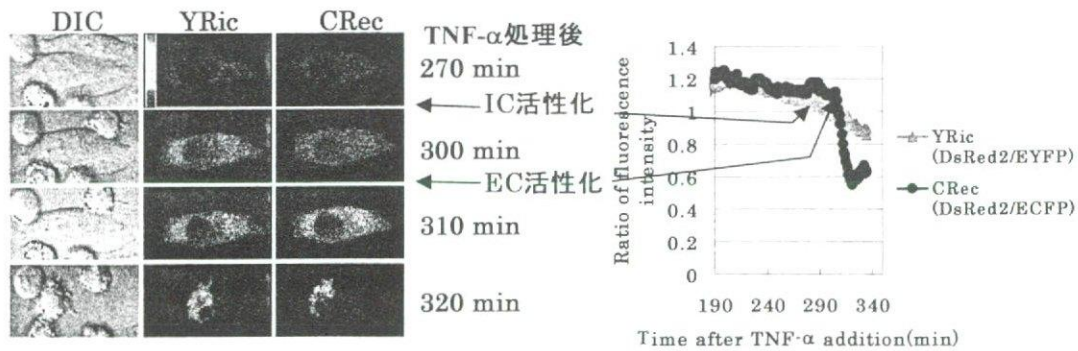 DIC YRic CRec
TNF-α処理後
270 min
IC活性化
300 min
EC活性化
310 min
320 min
Ratio of fluorescence
intensity
1.4
1.2
1
0.8
0.6
0.4
0.2
0
190 240 290 340
Time after TNF-α addition(min)
YRic
(DsRed2/EYFP)
CRec
(DsRed2/ECFP)